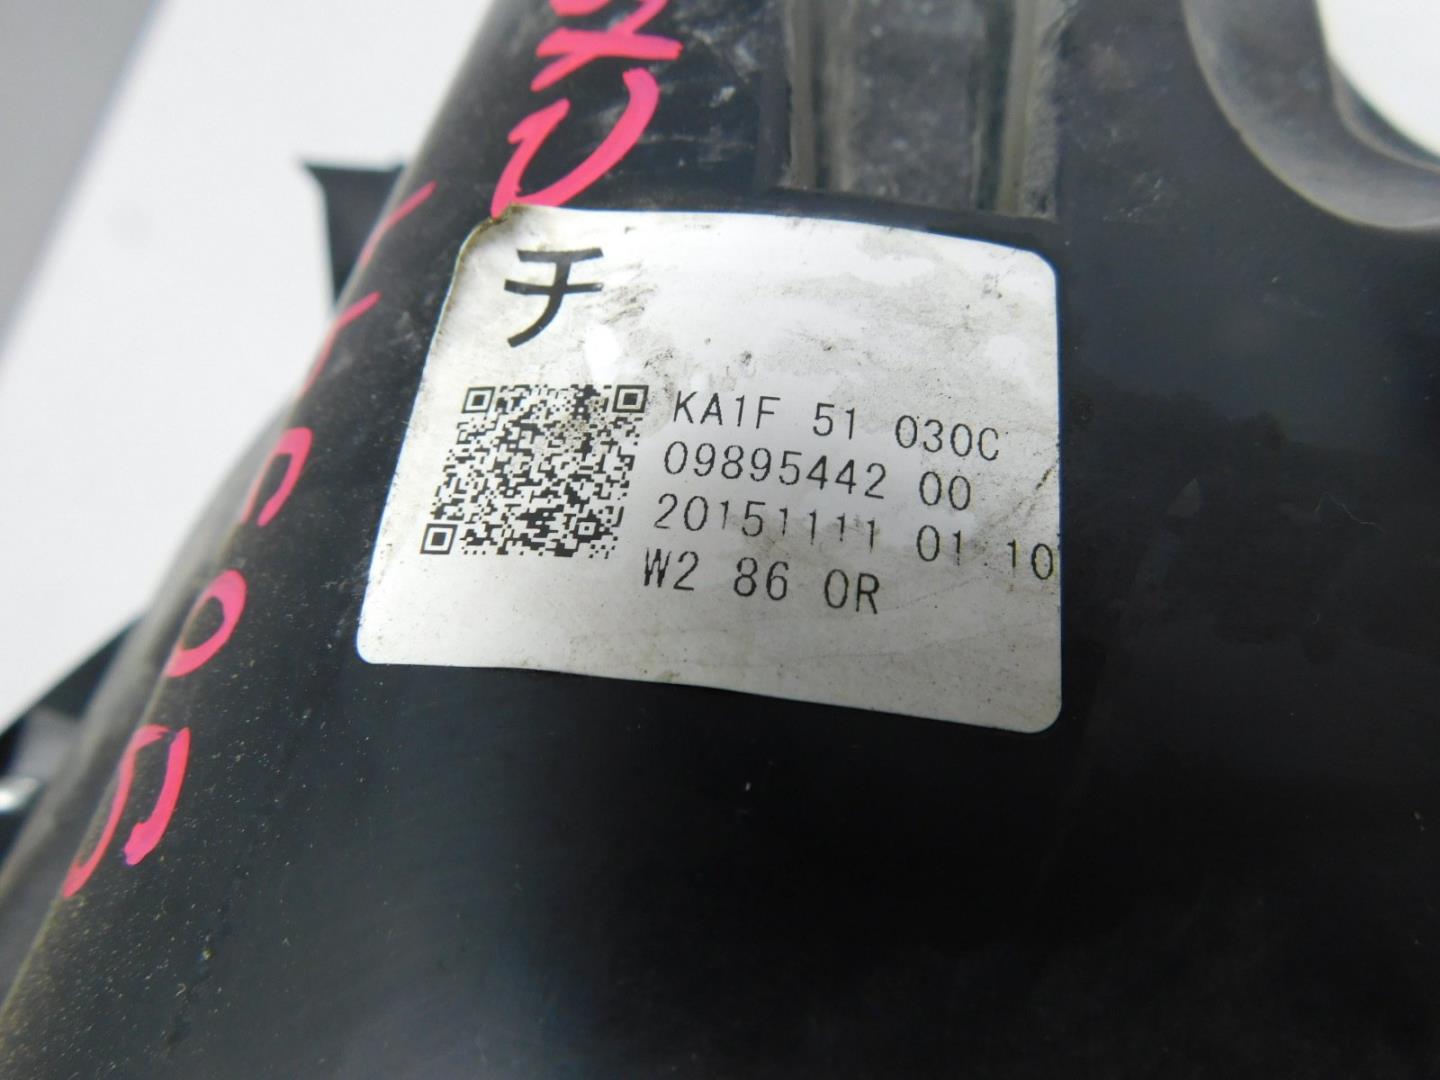 チ
KA1F 51 030C
09895442 00
20151111 01:10
W2 86 0R